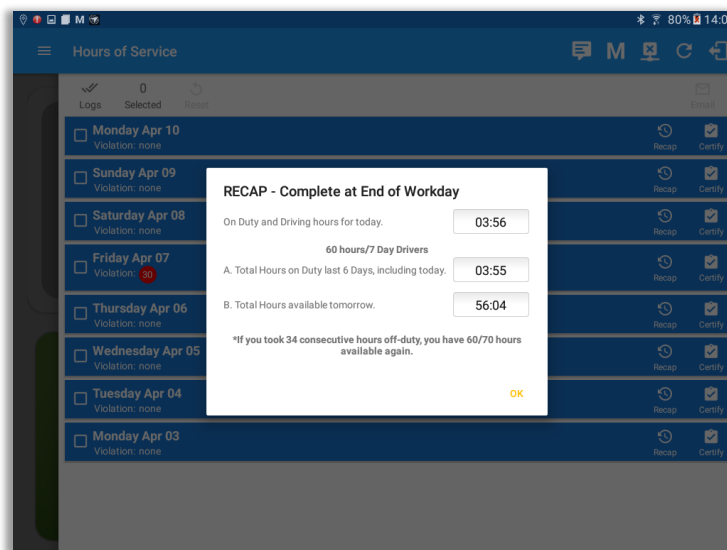 M
80% 14:0
Hours of Service
M
Logs
0
Selected
Reset
Email
Monday Apr 10
Violation: none
Recap
Certify
Sunday Apr 09
Violation: none
Recap
Certify
Saturday Apr 08
Violation: none
Recap
Certify
Friday Apr 07
Violation: 30
Recap
Certify
Thursday Apr 06
Violation: none
Recap
Certify
Wednesday Apr 05
Violation: none
Recap
Certify
Tuesday Apr 04
Violation: none
Recap
Certify
Monday Apr 03
Violation: none
Recap
Certify
RECAP - Complete at End of Workday
On Duty and Driving hours for today. 03:56
60 hours/7 Day Drivers
A. Total Hours on Duty last 6 Days, including today. 03:55
B. Total Hours available tomorrow. 56:04
*If you took 34 consecutive hours off-duty, you have 60/70 hours
available again.
OK